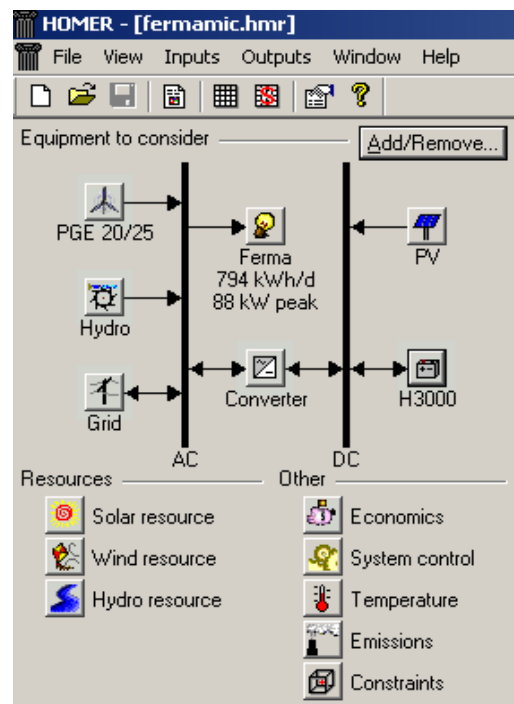 HOMER - [fermamic.hmr]
File View Inputs Outputs Window Help
Equipment to consider Add/Remove...
PGE 20/25
Ferma
794 kWh/d
88 kW peak
PV
Hydro
Grid
Converter
H3000
AC DC
Resources Other
Solar resource Economics
Wind resource System control
Hydro resource Temperature
Emissions
Constraints